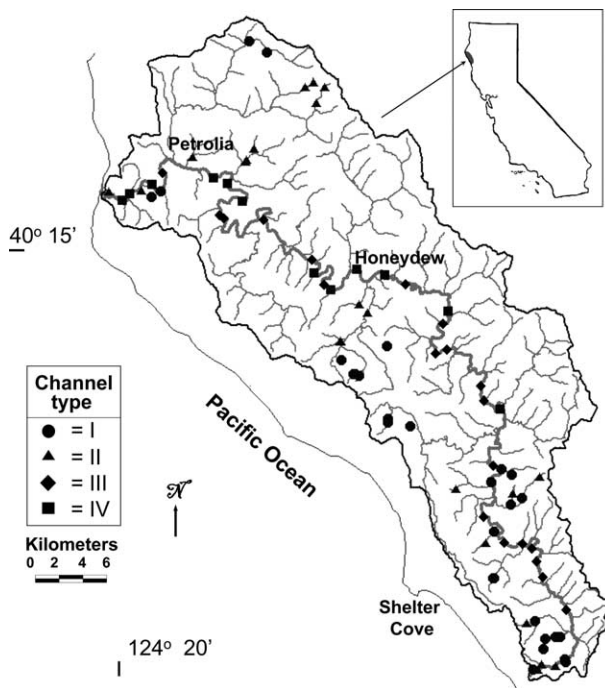 Petrolia
40° 15'
Honeydew
Channel
type
= I
= II
= III
= IV
Pacific Ocean
N
Kilometers
0 2 4 6
Shelter
Cove
124° 20'